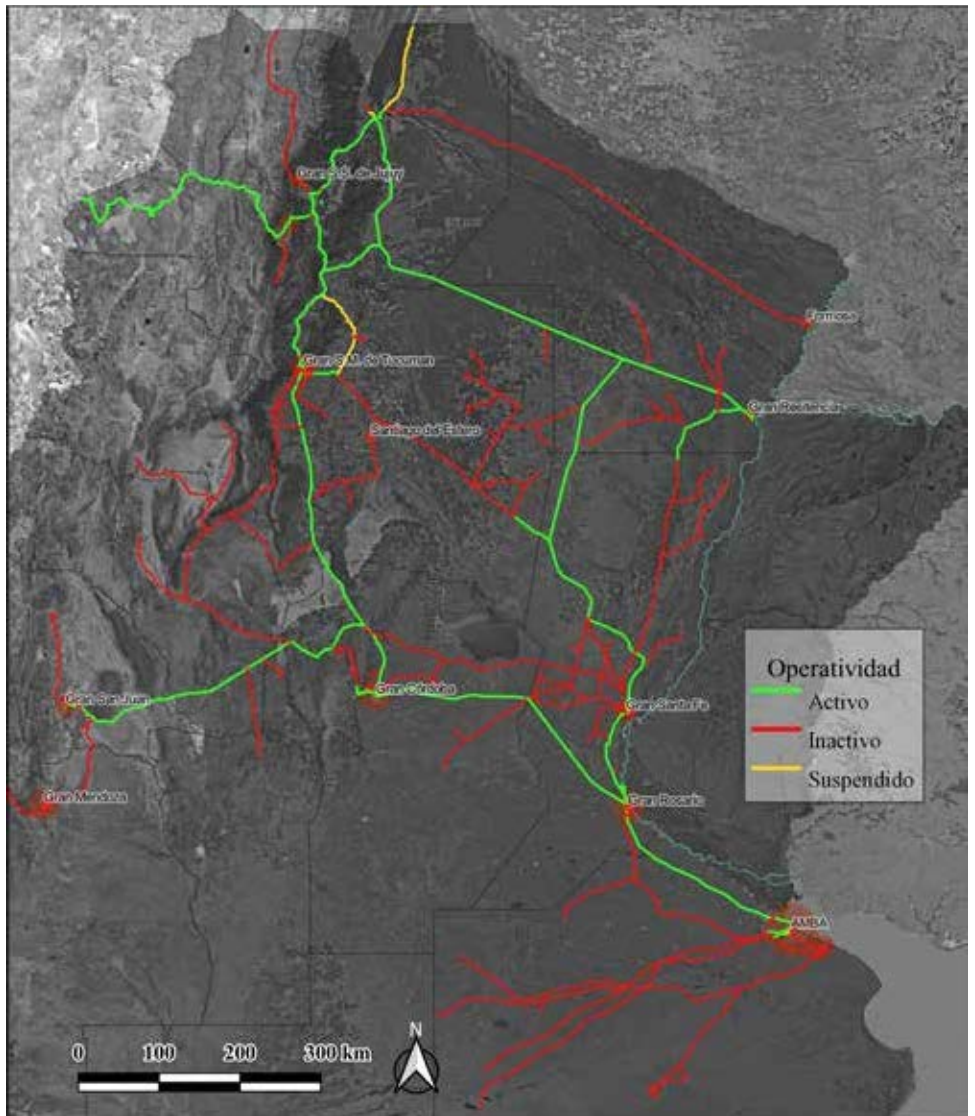 Gran S.S. de Jujuy
Formosa
Gran S.M. de Tucumán
Gran Resitencia
Santiago del Estero
Operatividad
Activo
Inactivo
Suspendido
Gran San Juan
Gran Córdoba
Gran Santa Fe
Gran Mendoza
Gran Rosario
AMBA
N
0 100 200 300 km